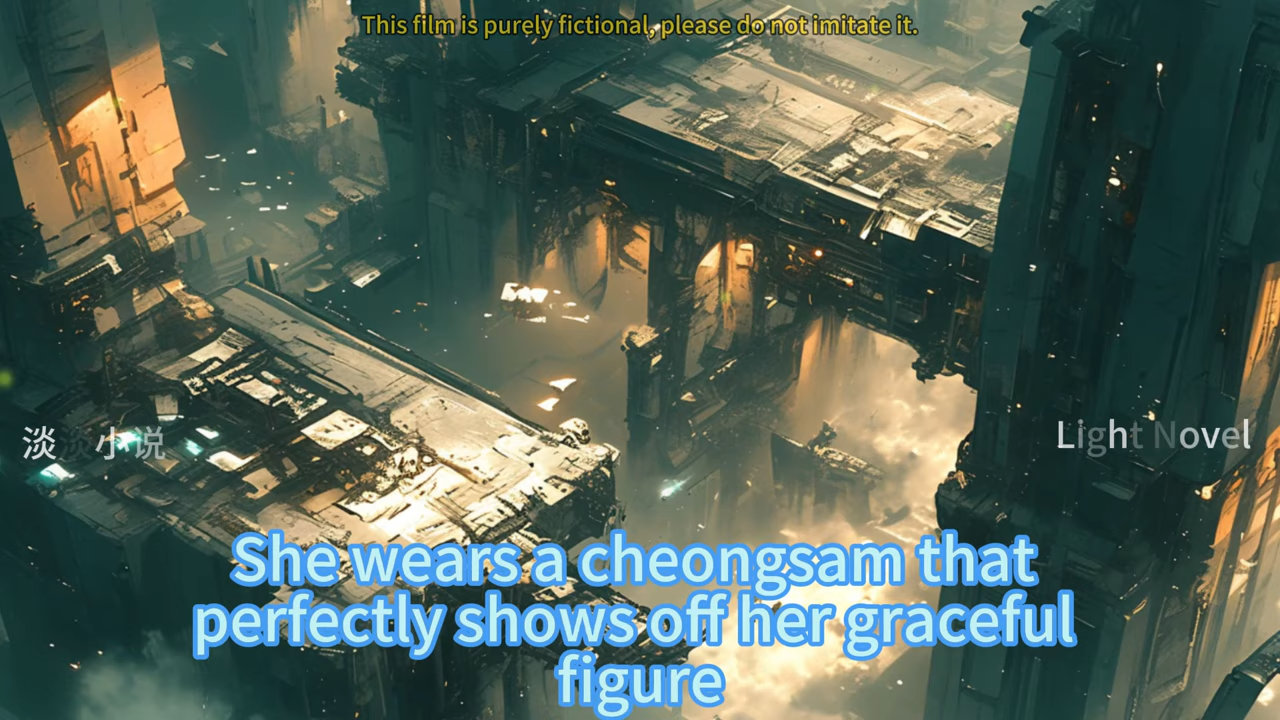 This film is purely fictional, please do not imitate it.
淡淡小说
Light Novel
She wears a cheongsam that
perfectly shows off her graceful
figure